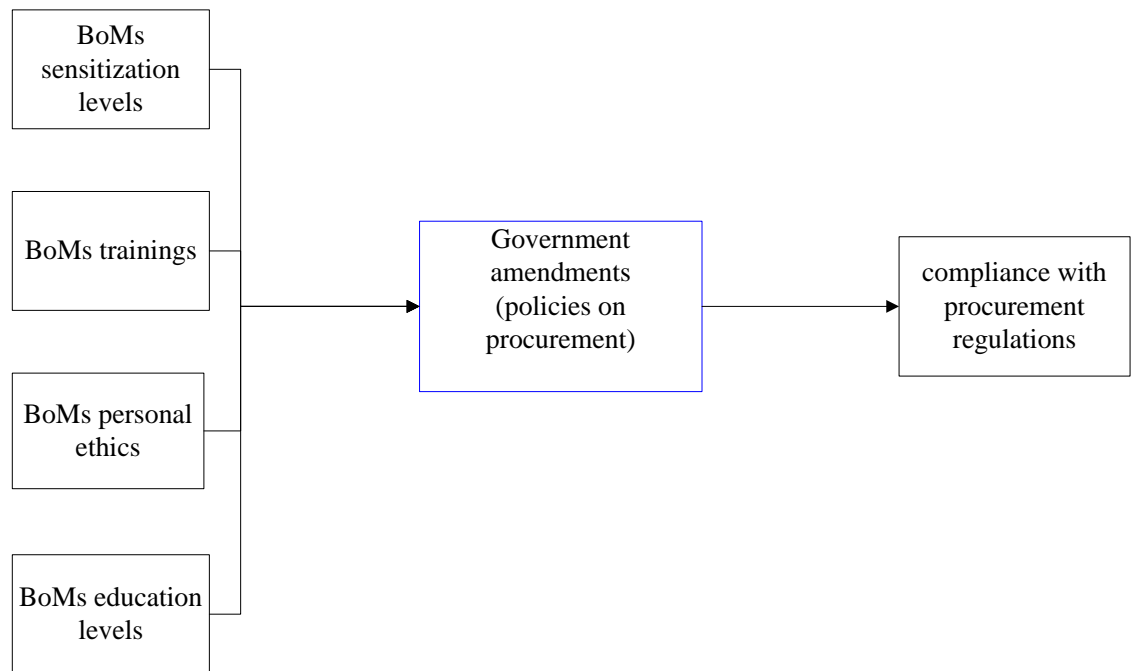 BoMs
sensitization
levels
BoMs trainings
BoMs personal
ethics
BoMs education
levels
Government
amendments
(policies on
procurement)
compliance with
procurement
regulations